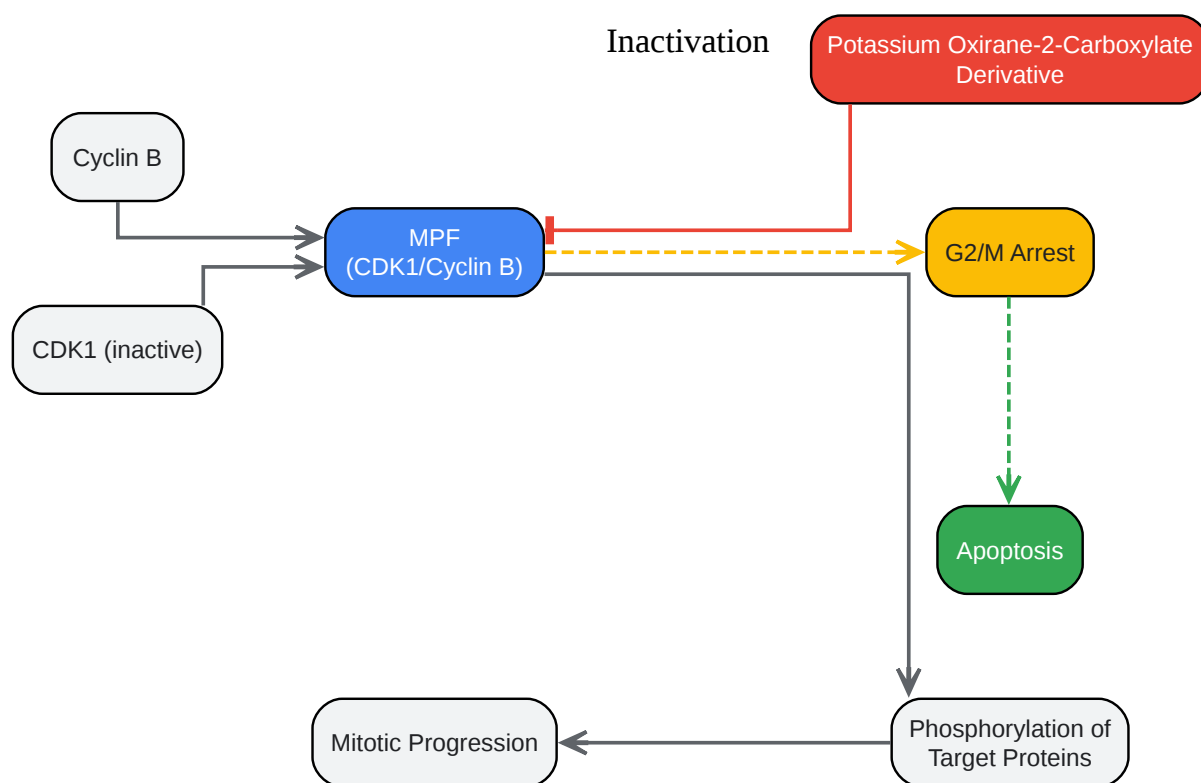 Inactivation
Potassium Oxirane-2-Carboxylate
Derivative
Cyclin B
MPF
(CDK1/Cyclin B)
G2/M Arrest
CDK1 (inactive)
Apoptosis
Mitotic Progression
Phosphorylation of
Target Proteins